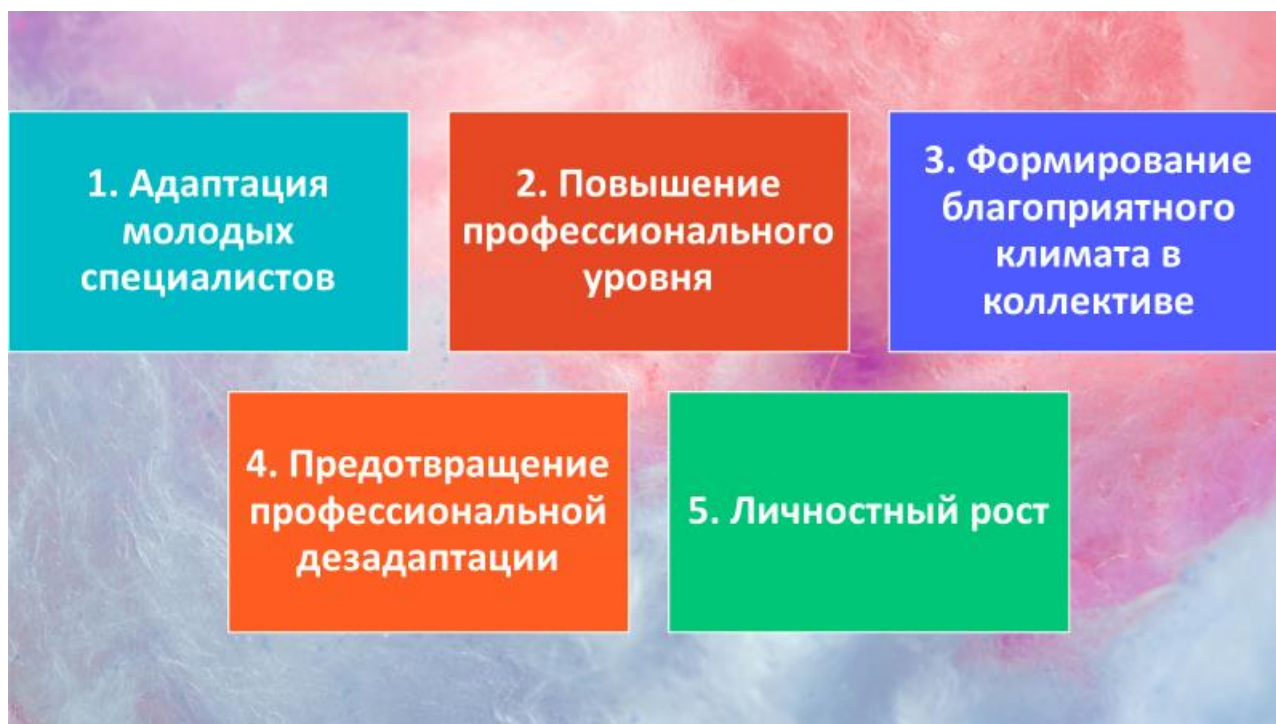 1. Адаптация
молодых
специалистов
2. Повышение
профессионального
уровня
3. Формирование
благоприятного
климата в
коллективе
4. Предотвращение
профессиональной
дезадаптации
5. Личностный рост